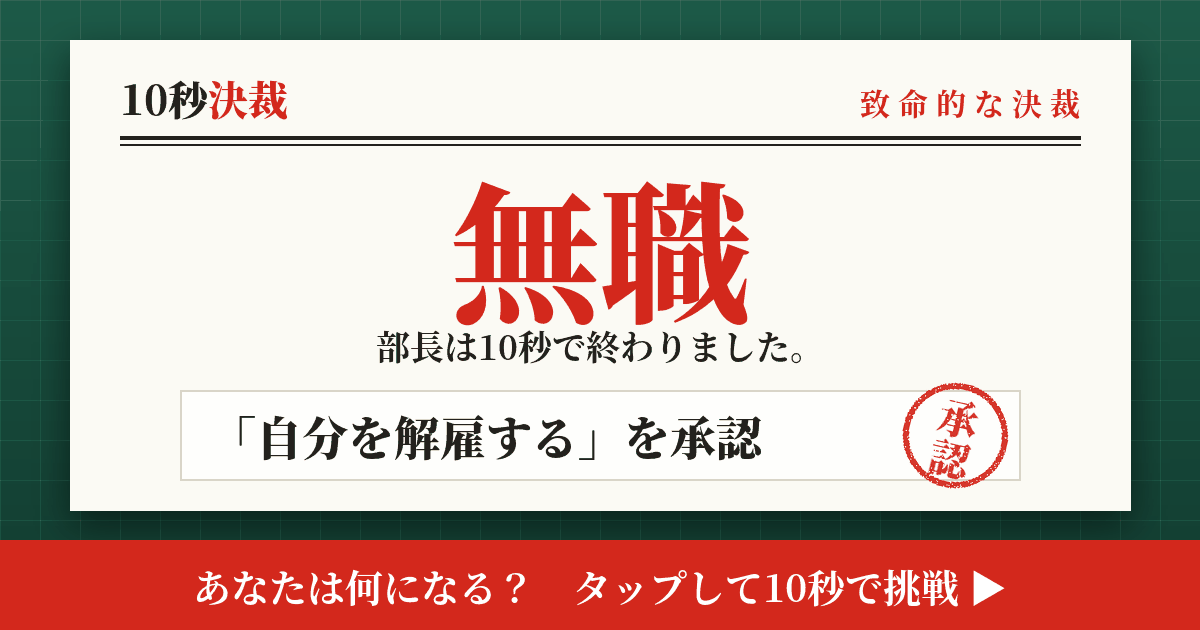 10秒決裁
致命的な決裁
無職
部長は10秒で終わりました。
「自分を解雇する」を承認
承認
あなたは何になる？　タップして10秒で挑戦 ▶